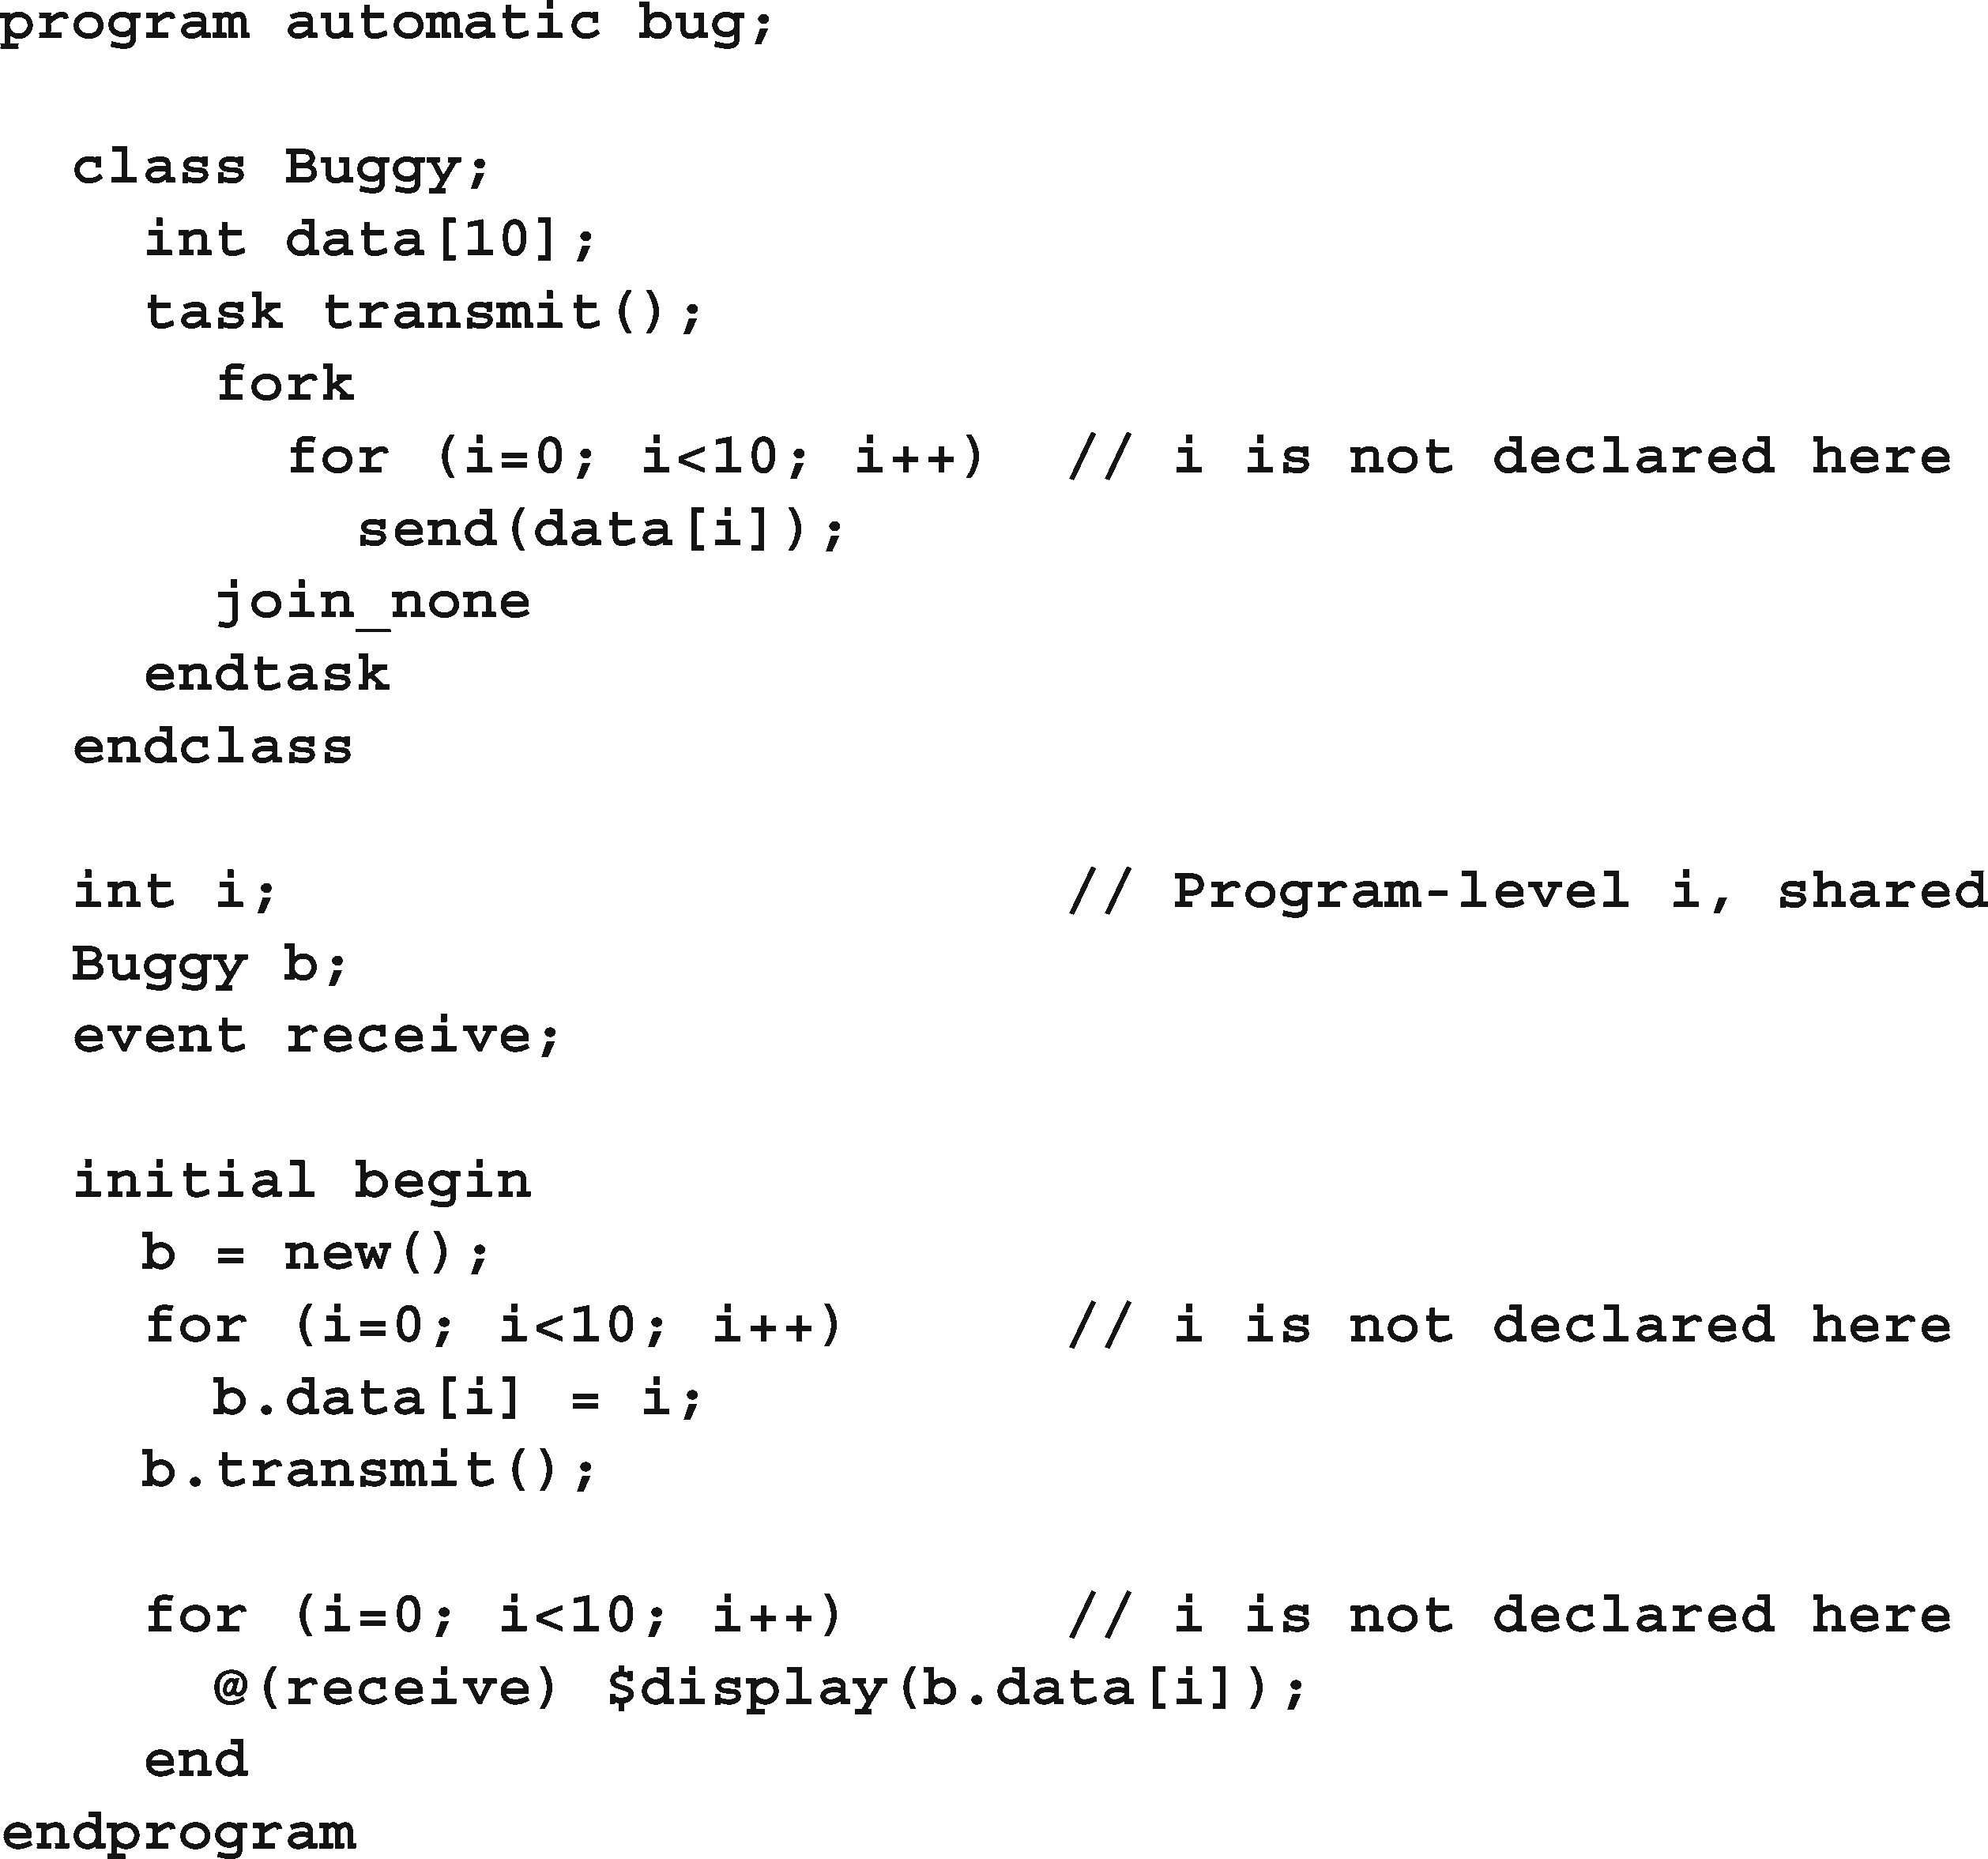 program automatic bug;
class Buggy;
int data[10];
task transmit();
fork
for (i=0; i<10; i++) // i is not declared here
send(data[i]);
join_none
endtask
endclass
int i; // Program-level i, shared
Buggy b;
event receive;
initial begin
b = new();
for (i=0; i<10; i++) // i is not declared here
b.data[i] = i;
b.transmit();
for (i=0; i<10; i++) // i is not declared here
@(receive) $display(b.data[i]);
end
endprogram